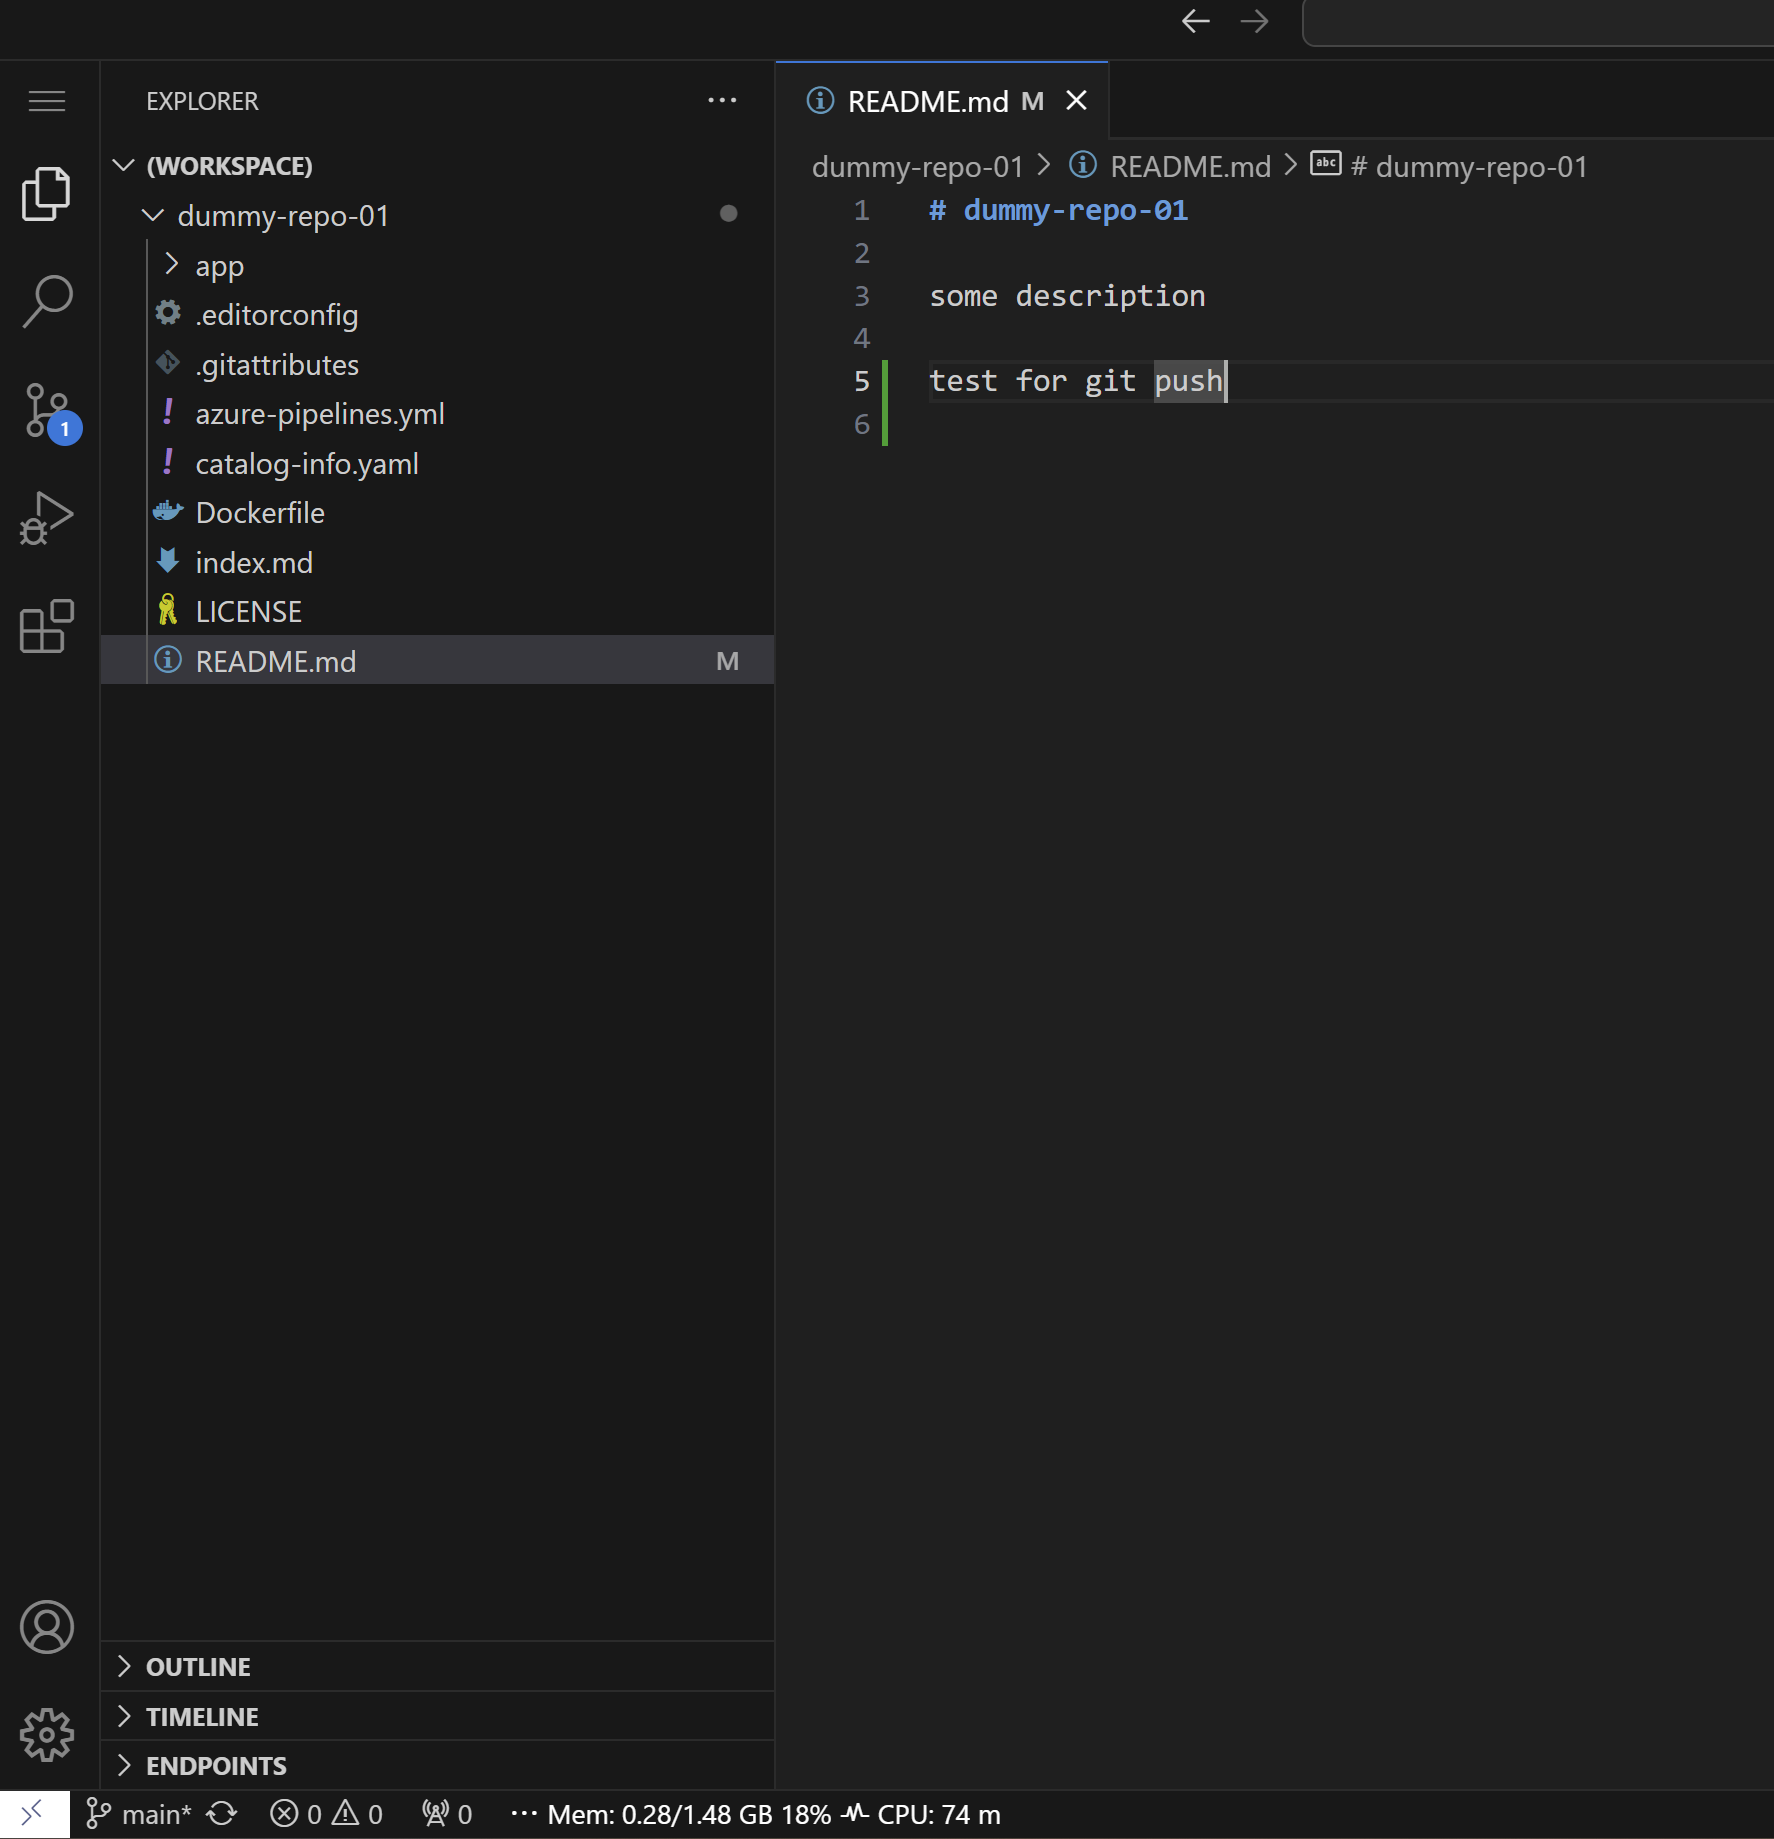 EXPLORER
(WORKSPACE)
dummy-repo-01
app
.editorconfig
.gitattributes
azure-pipelines.yml
catalog-info.yaml
Dockerfile
index.md
LICENSE
README.md M
OUTLINE
TIMELINE
ENDPOINTS
1
README.md M
dummy-repo-01 > README.md > abc # dummy-repo-01
1 # dummy-repo-01
2
3 some description
4
5 test for git push
6
main* 0 0 0 ··· Mem: 0.28/1.48 GB 18% CPU: 74 m